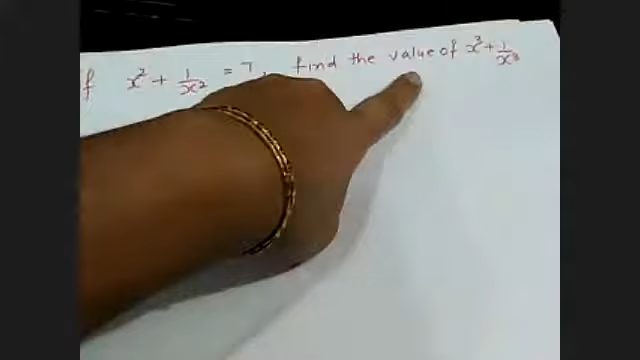 f x² + 1/x² = 7, find the value of x³ + 1/x³